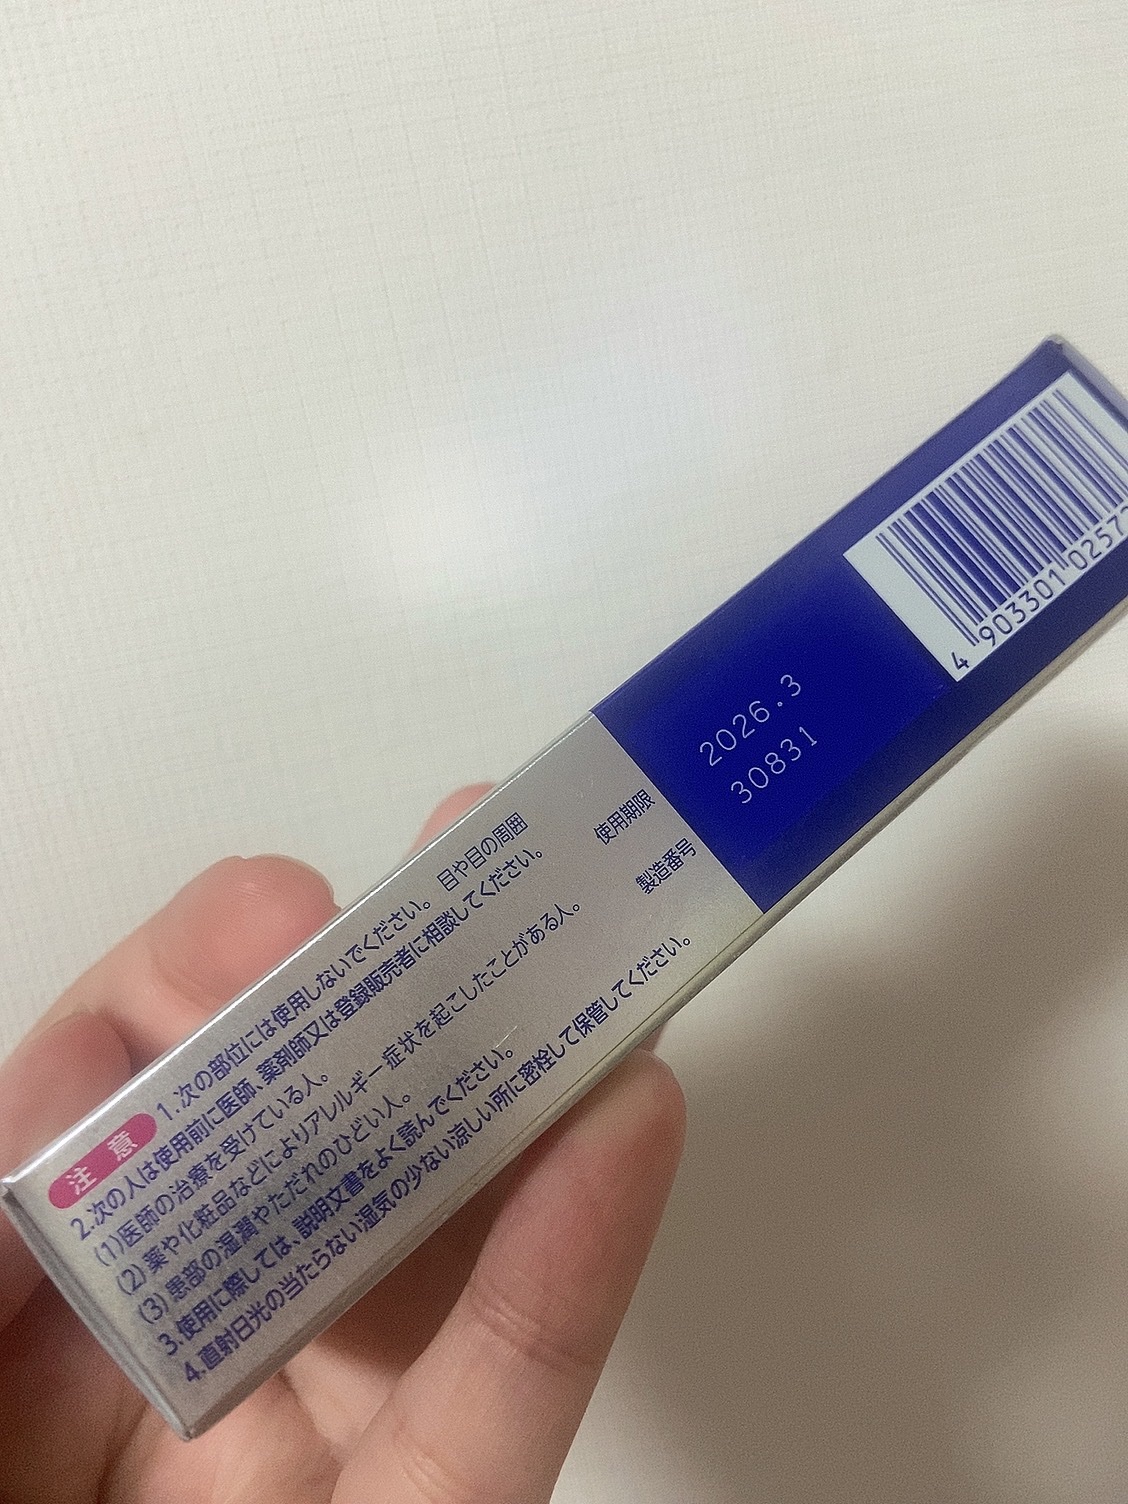 注意
1.次の部位には使用しないでください。 目や目の周囲
2.次の人は使用前に医師、薬剤師又は登録販売者に相談してください。
(1)医師の治療を受けている人。
(2)薬や化粧品などによりアレルギー症状を起こしたことがある人。
(3)患部の湿潤やただれのひどい人。
3.使用に際しては、説明文書をよく読んでください。
4.直射日光の当たらない湿気の少ない涼しい所に密栓して保管してください。
使用期限 2026.3
製造番号 30831
4 903301 02572